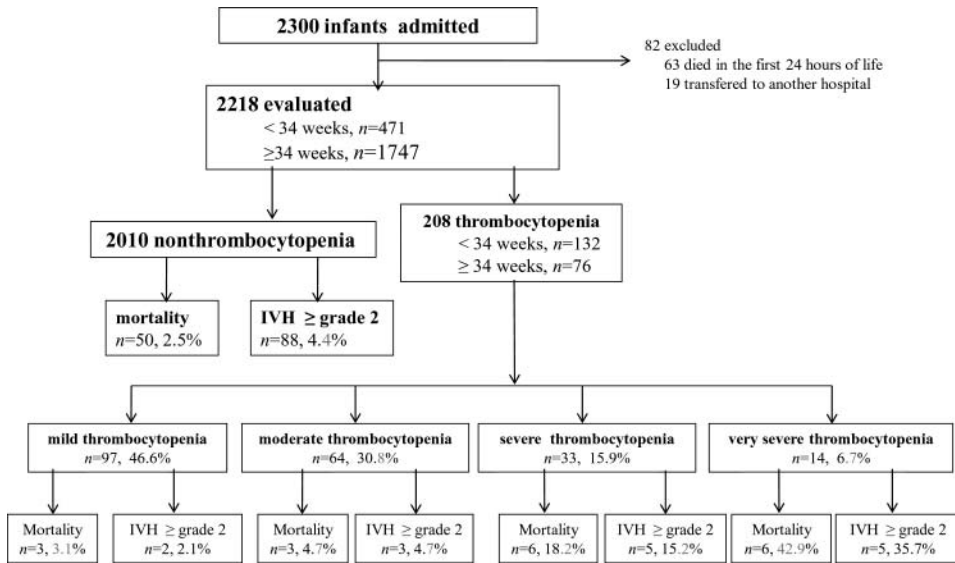 2300 infants admitted
82 excluded
63 died in the first 24 hours of life
19 transfered to another hospital
2218 evaluated
< 34 weeks, n=471
≥34 weeks, n=1747
208 thrombocytopenia
< 34 weeks, n=132
≥ 34 weeks, n=76
2010 nonthrombocytopenia
mortality
n=50, 2.5%
IVH ≥ grade 2
n=88, 4.4%
mild thrombocytopenia
n=97, 46.6%
moderate thrombocytopenia
n=64, 30.8%
severe thrombocytopenia
n=33, 15.9%
very severe thrombocytopenia
n=14, 6.7%
Mortality
n=3, 3.1%
IVH ≥ grade 2
n=2, 2.1%
Mortality
n=3, 4.7%
IVH ≥ grade 2
n=3, 4.7%
Mortality
n=6, 18.2%
IVH ≥ grade 2
n=5, 15.2%
Mortality
n=6, 42.9%
IVH ≥ grade 2
n=5, 35.7%